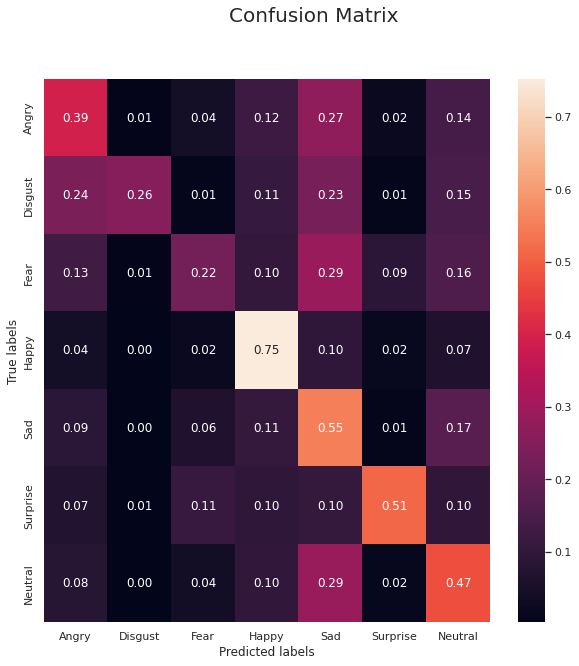 Confusion Matrix
Angry 0.39 0.01 0.04 0.12 0.27 0.02 0.14
Disgust 0.24 0.26 0.01 0.11 0.23 0.01 0.15
Fear 0.13 0.01 0.22 0.10 0.29 0.09 0.16
Happy 0.04 0.00 0.02 0.75 0.10 0.02 0.07
Sad 0.09 0.00 0.06 0.11 0.55 0.01 0.17
Surprise 0.07 0.01 0.11 0.10 0.10 0.51 0.10
Neutral 0.08 0.00 0.04 0.10 0.29 0.02 0.47
True labels
Angry Disgust Fear Happy Sad Surprise Neutral
Predicted labels
0.7
0.6
0.5
0.4
0.3
0.2
0.1